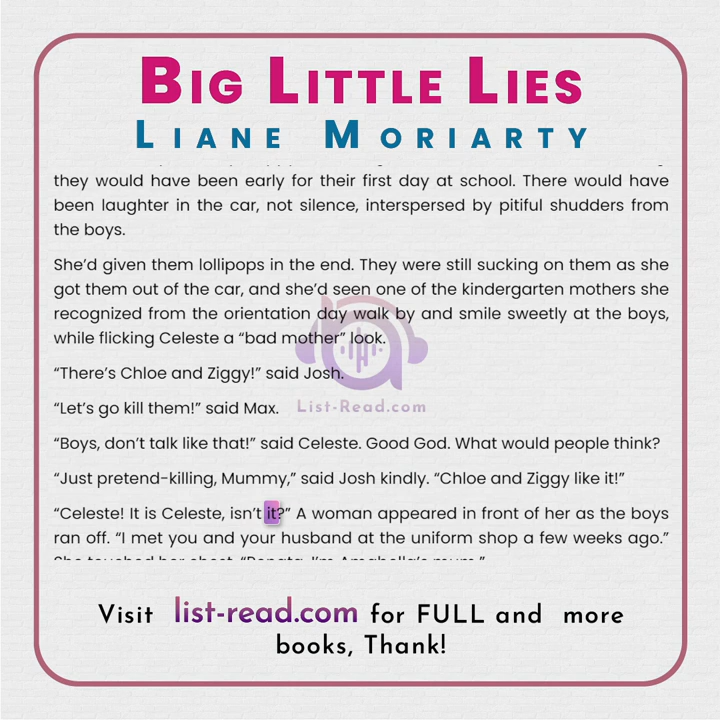 Big Little Lies
Liane Moriarty
they would have been early for their first day at school. There would have
been laughter in the car, not silence, interspersed by pitiful shudders from
the boys.
She’d given them lollipops in the end. They were still sucking on them as she
got them out of the car, and she’d seen one of the kindergarten mothers she
recognized from the orientation day walk by and smile sweetly at the boys,
while flicking Celeste a “bad mother” look.
“There’s Chloe and Ziggy!” said Josh.
“Let’s go kill them!” said Max.
List-Read.com
“Boys, don’t talk like that!” said Celeste. Good God. What would people think?
“Just pretend-killing, Mummy,” said Josh kindly. “Chloe and Ziggy like it!”
“Celeste! It is Celeste, isn’t it?” A woman appeared in front of her as the boys
ran off. “I met you and your husband at the uniform shop a few weeks ago.”
She touched her chest. “Renata. I’m Amabella’s mum.”
Visit list-read.com for FULL and more
books, Thank!